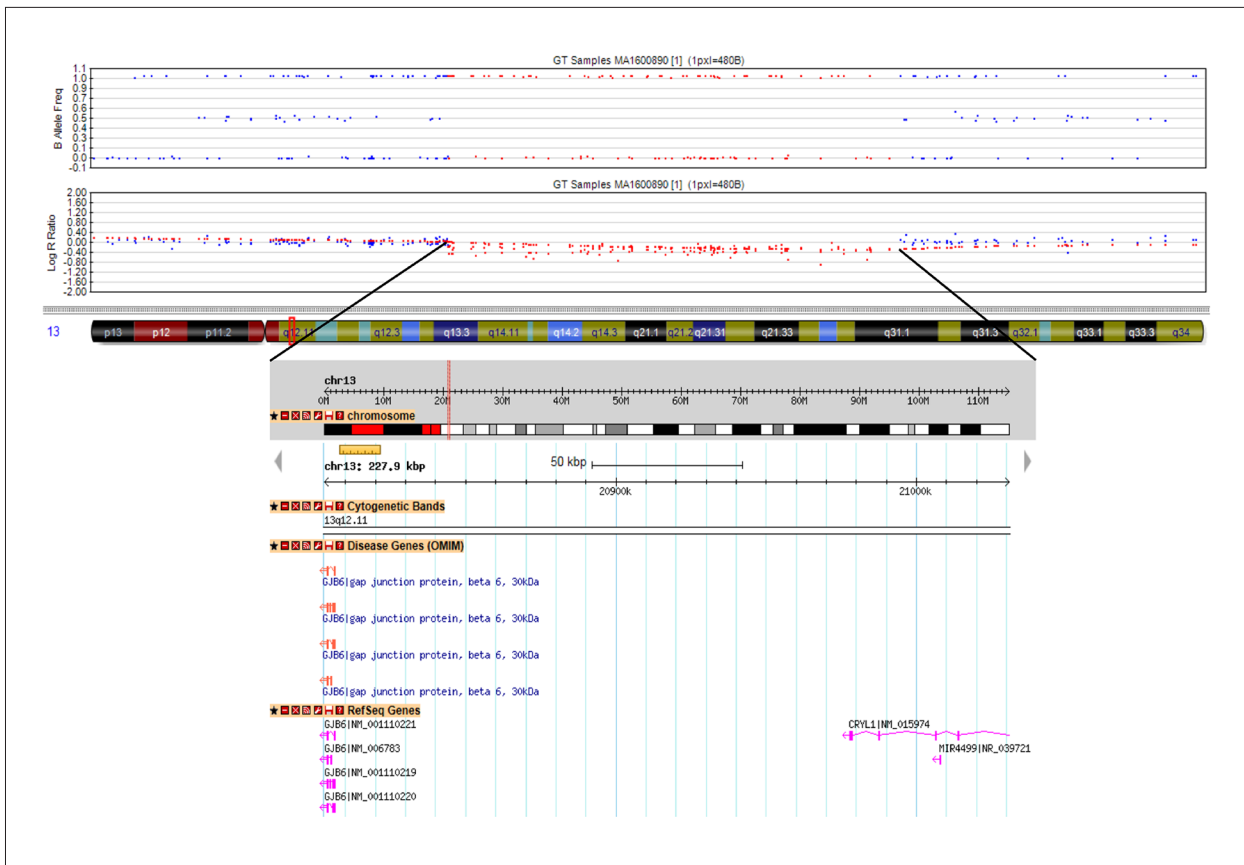 GT Samples MA1600890 [1] (1pxl=480B)
B Allele Freq
1.1
1.0
0.9
0.8
0.6
0.5
0.4
0.3
0.1
0.0
-0.1
GT Samples MA1600890 [1] (1pxl=480B)
Log R Ratio
2.00
1.60
1.20
0.80
0.40
0.00
-0.40
-0.80
-1.20
-1.60
-2.00
13 p13 p12 p11.2 q12.11 q12.3 q13.3 q14.11 q14.2 q14.3 q21.1 q21.2 q21.31 q21.33 q31.1 q31.3 q32.1 q33.1 q33.3 q34
chr13
0M 10M 20M 30M 40M 50M 60M 70M 80M 90M 100M 110M
chromosome
chr13: 227.9 kbp 50 kbp
20900k 21000k
Cytogenetic Bands
13q12.11
Disease Genes (OMIM)
GJB6|gap junction protein, beta 6, 30kDa
GJB6|gap junction protein, beta 6, 30kDa
GJB6|gap junction protein, beta 6, 30kDa
GJB6|gap junction protein, beta 6, 30kDa
RefSeq Genes
GJB6|NM_001110221 CRYL1|NM_015974
GJB6|NM_006783 MIR4499|NR_039721
GJB6|NM_001110219
GJB6|NM_001110220